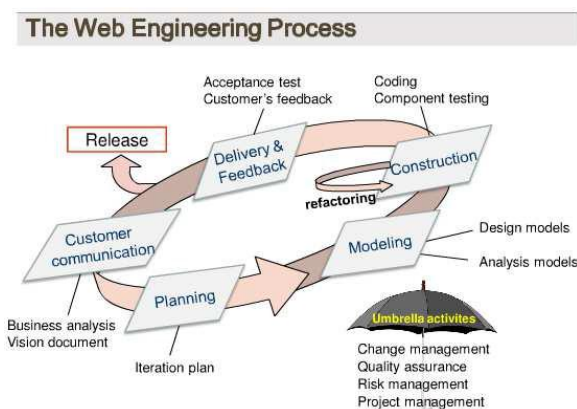 The Web Engineering Process
Acceptance test
Customer's feedback
Coding
Component testing
Release
Delivery &
Feedback
Construction
refactoring
Customer
communication
Modeling
Design models
Analysis models
Planning
Business analysis
Vision document
Iteration plan
Umbrella activites
Change management
Quality assurance
Risk management
Project management